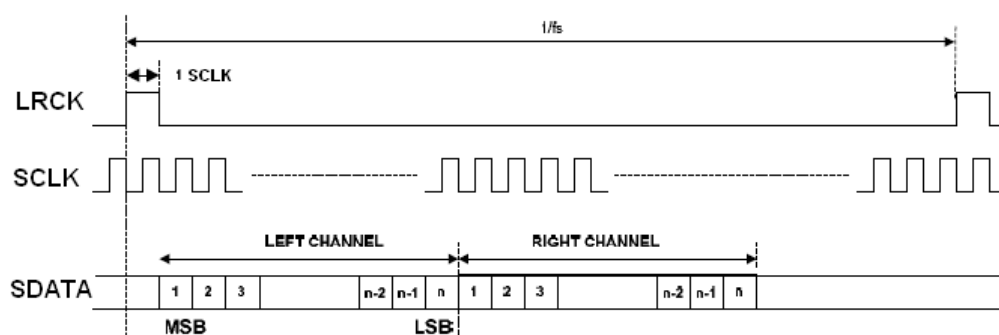 1/fs
1 SCLK
LRCK
SCLK
LEFT CHANNEL
RIGHT CHANNEL
SDATA
1 2 3 n-2 n-1 n 1 2 3 n-2 n-1 n
MSB LSB